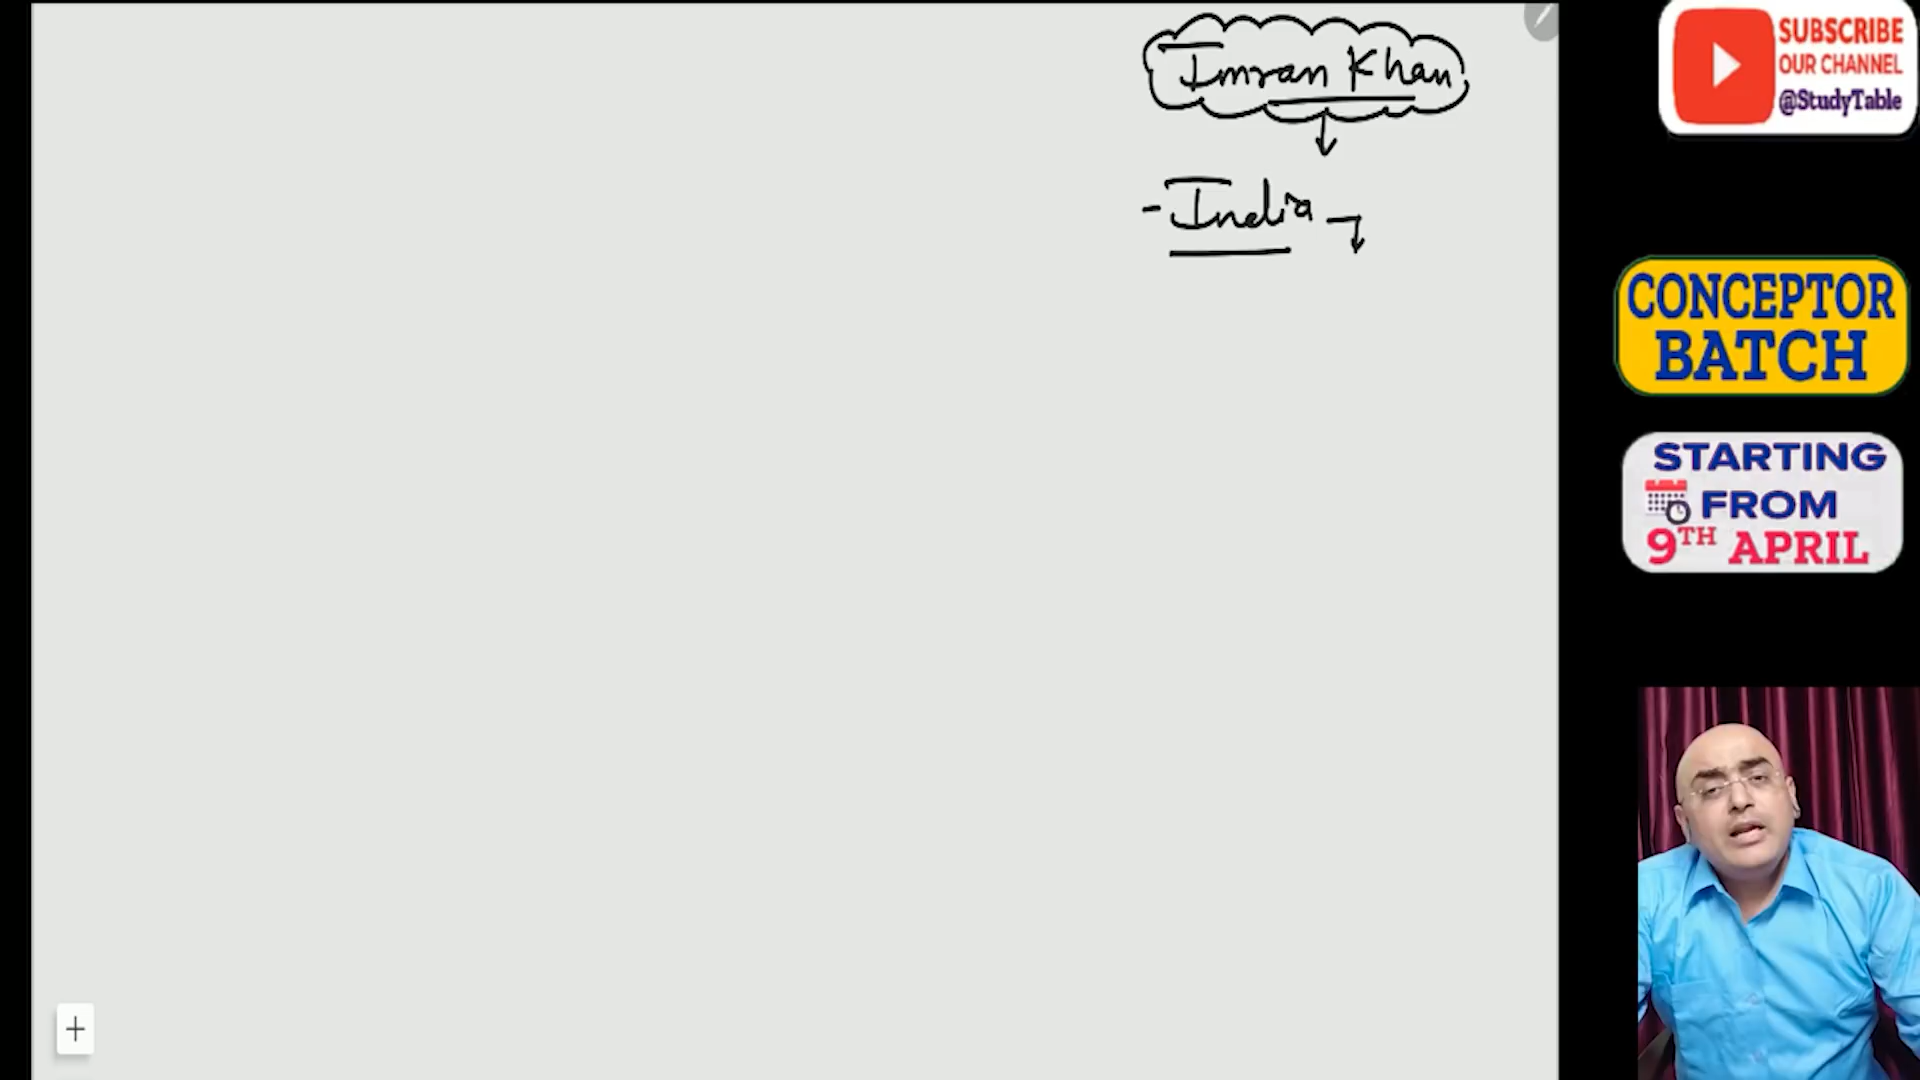 Imran Khan
- India
SUBSCRIBE
OUR CHANNEL
@StudyTable
CONCEPTOR
BATCH
STARTING
FROM
9TH APRIL
+